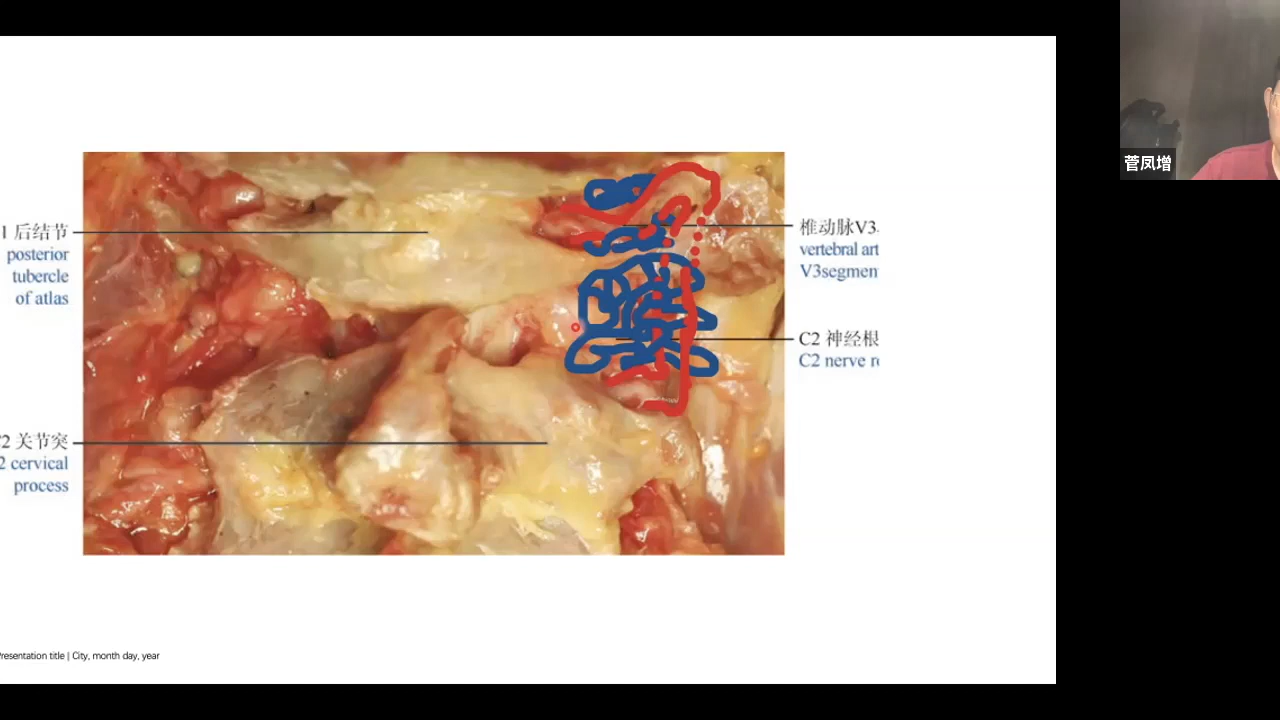 1 后结节
posterior
tubercle
of atlas
2 关节突
2 cervical
process
椎动脉V3
vertebral art
V3segmen
C2 神经根
C2 nerve r
Presentation title | City, month day, year
菅凤增